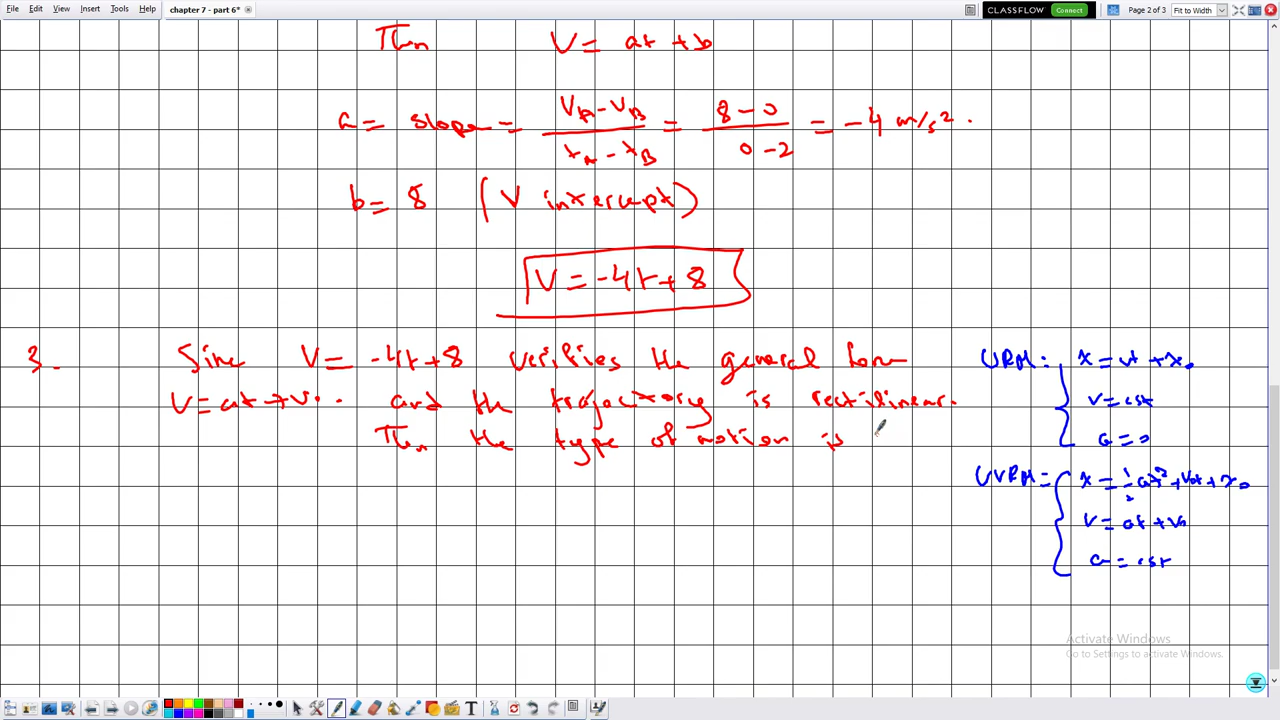 File Edit View Insert Tools Help chapter 7 - part 6* CLASSFLOW Connect Page 2 of 3 Fit to Width
Then V = at + b
a = slope = (VA - VB)/(tA - tB) = (8 - 0)/(0 - 2) = -4 m/s².
b = 8 (V intercept)
V = -4t + 8
3. Since V = -4t + 8 verifies the general form
V = at + V₀. and the trajectory is rectilinear.
Then the type of motion is
URM: x = vt + x₀
v = cst
a = 0
UVRM = x = ½at² + V₀t + x₀
V = at + V₀
a = cst
Activate Windows
Go to Settings to activate Windows.